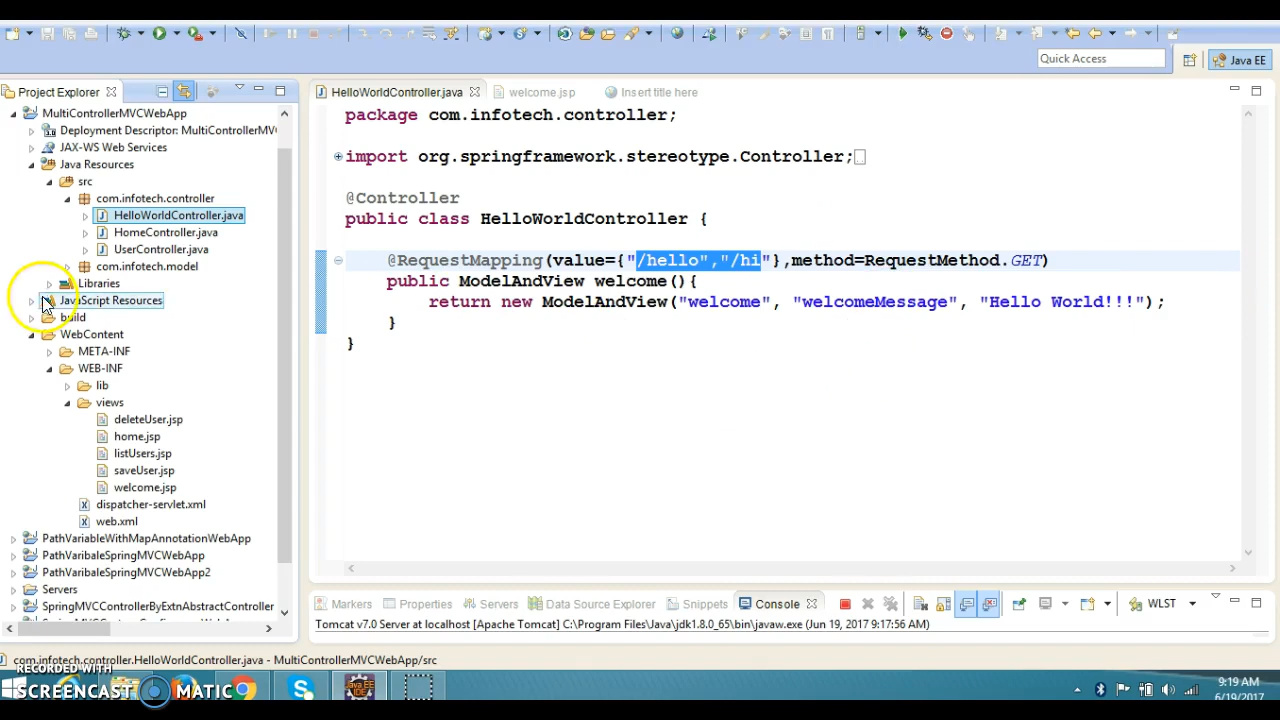 Quick Access
Java EE
Project Explorer
MultiControllerMVCWebApp
Deployment Descriptor: MultiControllerMV
JAX-WS Web Services
Java Resources
src
com.infotech.controller
HelloWorldController.java
HomeController.java
UserController.java
com.infotech.model
Libraries
JavaScript Resources
build
WebContent
META-INF
WEB-INF
lib
views
deleteUser.jsp
home.jsp
listUsers.jsp
saveUser.jsp
welcome.jsp
dispatcher-servlet.xml
web.xml
PathVariableWithMapAnnotationWebApp
PathVaribaleSpringMVCWebApp
PathVaribaleSpringMVCWebApp2
Servers
SpringMVCControllerByExtnAbstractController
HelloWorldController.java welcome.jsp Insert title here
package com.infotech.controller;
import org.springframework.stereotype.Controller;
@Controller
public class HelloWorldController {
@RequestMapping(value={"/hello","/hi"},method=RequestMethod.GET)
public ModelAndView welcome(){
return new ModelAndView("welcome", "welcomeMessage", "Hello World!!!");
}
}
Markers Properties Servers Data Source Explorer Snippets Console WLST
Tomcat v7.0 Server at localhost [Apache Tomcat] C:\Program Files\Java\jdk1.8.0_65\bin\javaw.exe (Jun 19, 2017 9:17:56 AM)
com.infotech.controller.HelloWorldController.java - MultiControllerMVCWebApp/src
RECORDED WITH
SCREENCAST MATIC
Java EE
IDE
9:19 AM
6/19/2017